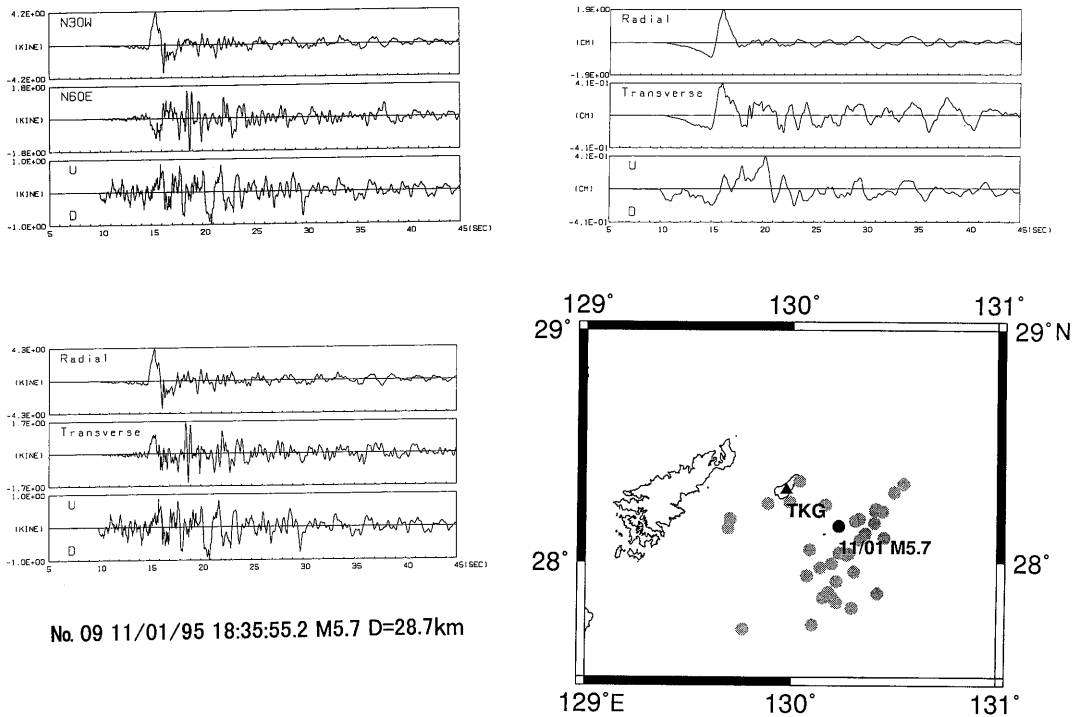 4.2E+00
N30W
(KINE)
-4.2E+00
1.8E+00
N60E
(KINE)
-1.8E+00
1.0E+00
U
(KINE)
D
-1.0E+00
5 10 15 20 25 30 35 40 45(SEC)
1.9E+00
Radial
(CM)
-1.9E+00
4.1E-01
Transverse
(CM)
-4.1E-01
4.1E-01
U
(CM)
D
-4.1E-01
5 10 15 20 25 30 35 40 45(SEC)
4.3E+00
Radial
(KINE)
-4.3E+00
1.7E+00
Transverse
(KINE)
-1.7E+00
1.0E+00
U
(KINE)
D
-1.0E+00
5 10 15 20 25 30 35 40 45(SEC)
No. 09 11/01/95 18:35:55.2 M5.7 D=28.7km
129° 130° 131°
29° 29°N
TKG
11/01 M5.7
28° 28°
129°E 130° 131°